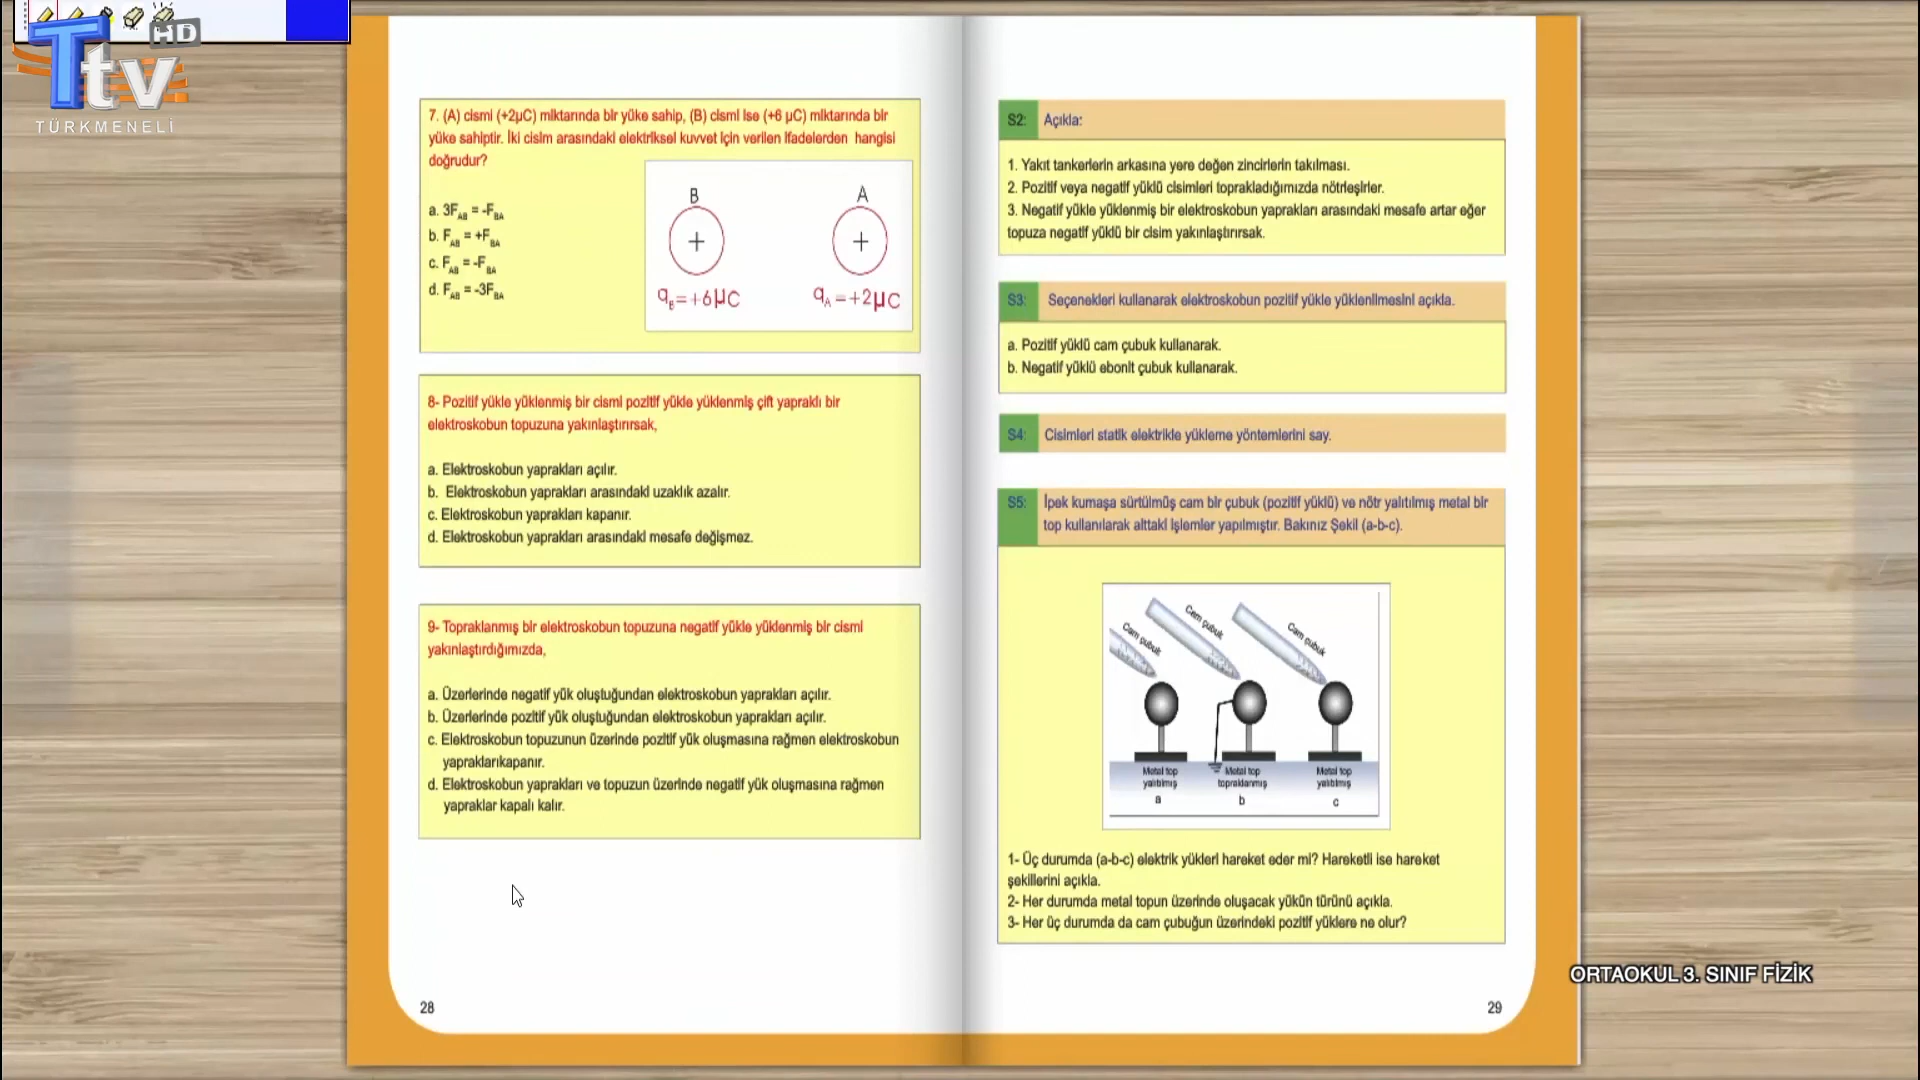 Ttv HD
TÜRKMENELİ
7. (A) cismi (+2µC) miktarında bir yüke sahip, (B) cismi ise (+6 µC) miktarında bir
yüke sahiptir. İki cisim arasındaki elektriksel kuvvet için verilen ifadelerden hangisi
doğrudur?
a. 3F_AB = -F_BA
b. F_AB = +F_BA
c. F_AB = -F_BA
d. F_AB = -3F_BA
B A
+ +
q_B=+6µC q_A=+2µC
8- Pozitif yükle yüklenmiş bir cismi pozitif yükle yüklenmiş çift yapraklı bir
elektroskobun topuzuna yakınlaştırırsak,
a. Elektroskobun yaprakları açılır.
b. Elektroskobun yaprakları arasındaki uzaklık azalır.
c. Elektroskobun yaprakları kapanır.
d. Elektroskobun yaprakları arasındaki mesafe değişmez.
9- Topraklanmış bir elektroskobun topuzuna negatif yükle yüklenmiş bir cismi
yakınlaştırdığımızda,
a. Üzerlerinde negatif yük oluştuğundan elektroskobun yaprakları açılır.
b. Üzerlerinde pozitif yük oluştuğundan elektroskobun yaprakları açılır.
c. Elektroskobun topuzunun üzerinde pozitif yük oluşmasına rağmen elektroskobun
yapraklarıkapanır.
d. Elektroskobun yaprakları ve topuzun üzerinde negatif yük oluşmasına rağmen
yapraklar kapalı kalır.
28
S2: Açıkla:
1. Yakıt tankerlerin arkasına yere değen zincirlerin takılması.
2. Pozitif veya negatif yüklü cisimleri toprakladığımızda nötrleşirler.
3. Negatif yükle yüklenmiş bir elektroskobun yaprakları arasındaki mesafe artar eğer
topuza negatif yüklü bir cisim yakınlaştırırsak.
S3: Seçenekleri kullanarak elektroskobun pozitif yükle yüklenilmesini açıkla.
a. Pozitif yüklü cam çubuk kullanarak.
b. Negatif yüklü ebonit çubuk kullanarak.
S4: Cisimleri statik elektrikle yükleme yöntemlerini say.
S5: İpek kumaşa sürtülmüş cam bir çubuk (pozitif yüklü) ve nötr yalıtılmış metal bir
top kullanılarak alttaki işlemler yapılmıştır. Bakınız Şekil (a-b-c).
Cam çubuk Cam çubuk Cam çubuk
Metal top Metal top Metal top
yalıtılmış topraklanmış yalıtılmış
a b c
1- Üç durumda (a-b-c) elektrik yükleri hareket eder mi? Hareketli ise hareket
şekillerini açıkla.
2- Her durumda metal topun üzerinde oluşacak yükün türünü açıkla.
3- Her üç durumda da cam çubuğun üzerindeki pozitif yüklere ne olur?
29
ORTAOKUL 3. SINIF FİZİK